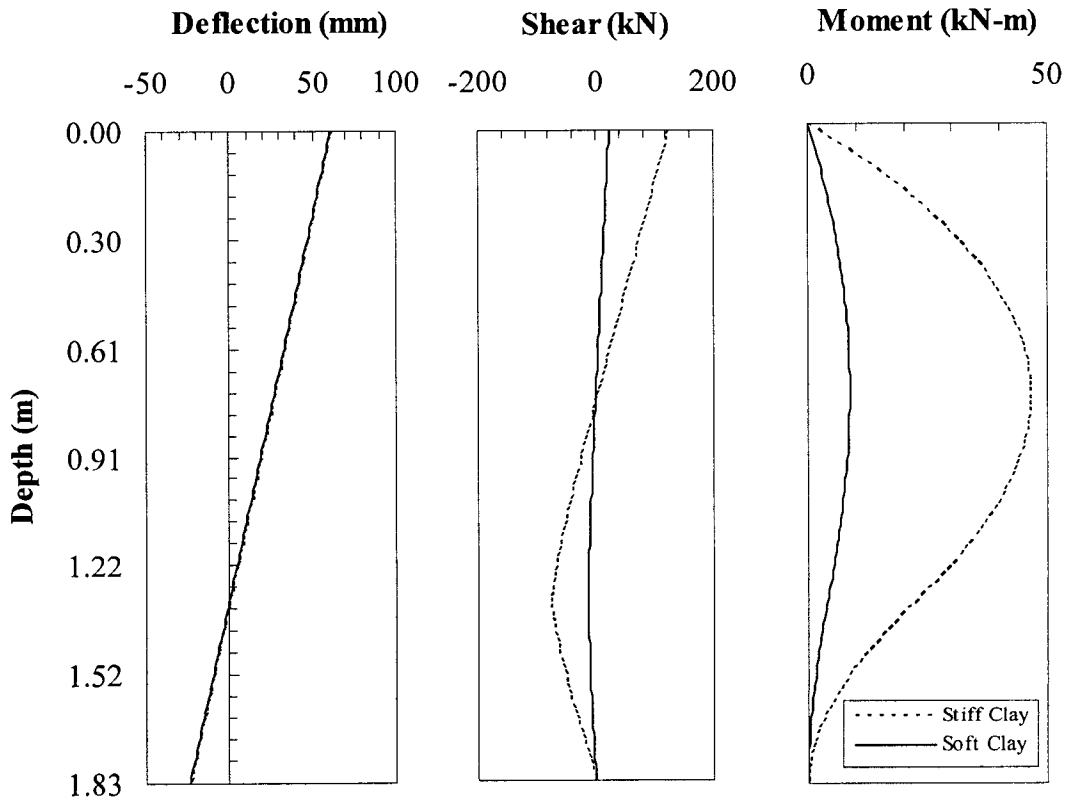 Deflection (mm)
-50 0 50 100
Shear (kN)
-200 0 200
Moment (kN-m)
0 50
Depth (m)
0.00
0.30
0.61
0.91
1.22
1.52
1.83
Stiff Clay
Soft Clay